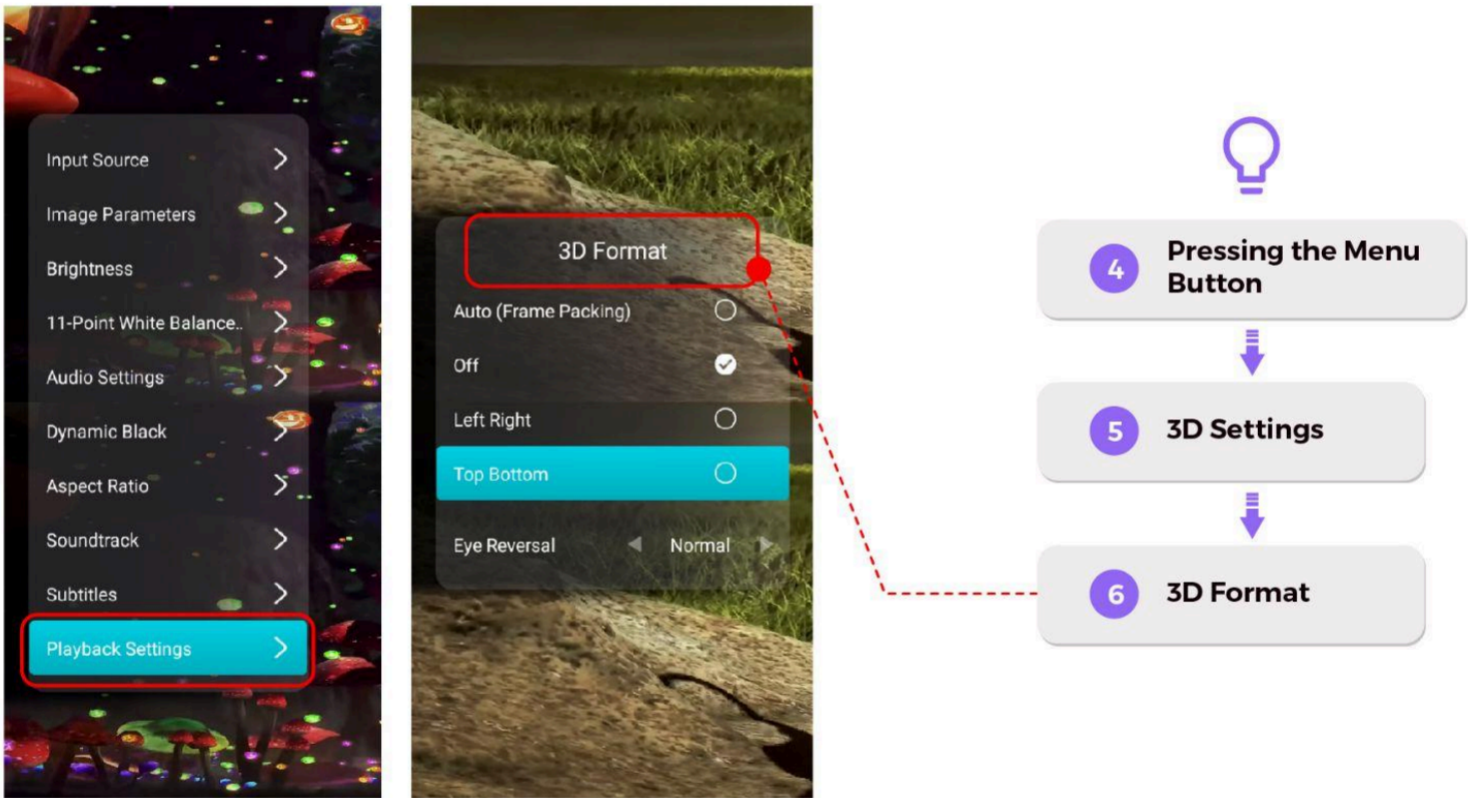 Input Source
Image Parameters
Brightness
11-Point White Balance..
Audio Settings
Dynamic Black
Aspect Ratio
Soundtrack
Subtitles
Playback Settings
3D Format
Auto (Frame Packing)
Off
Left Right
Top Bottom
Eye Reversal Normal
4 Pressing the Menu
Button
5 3D Settings
6 3D Format